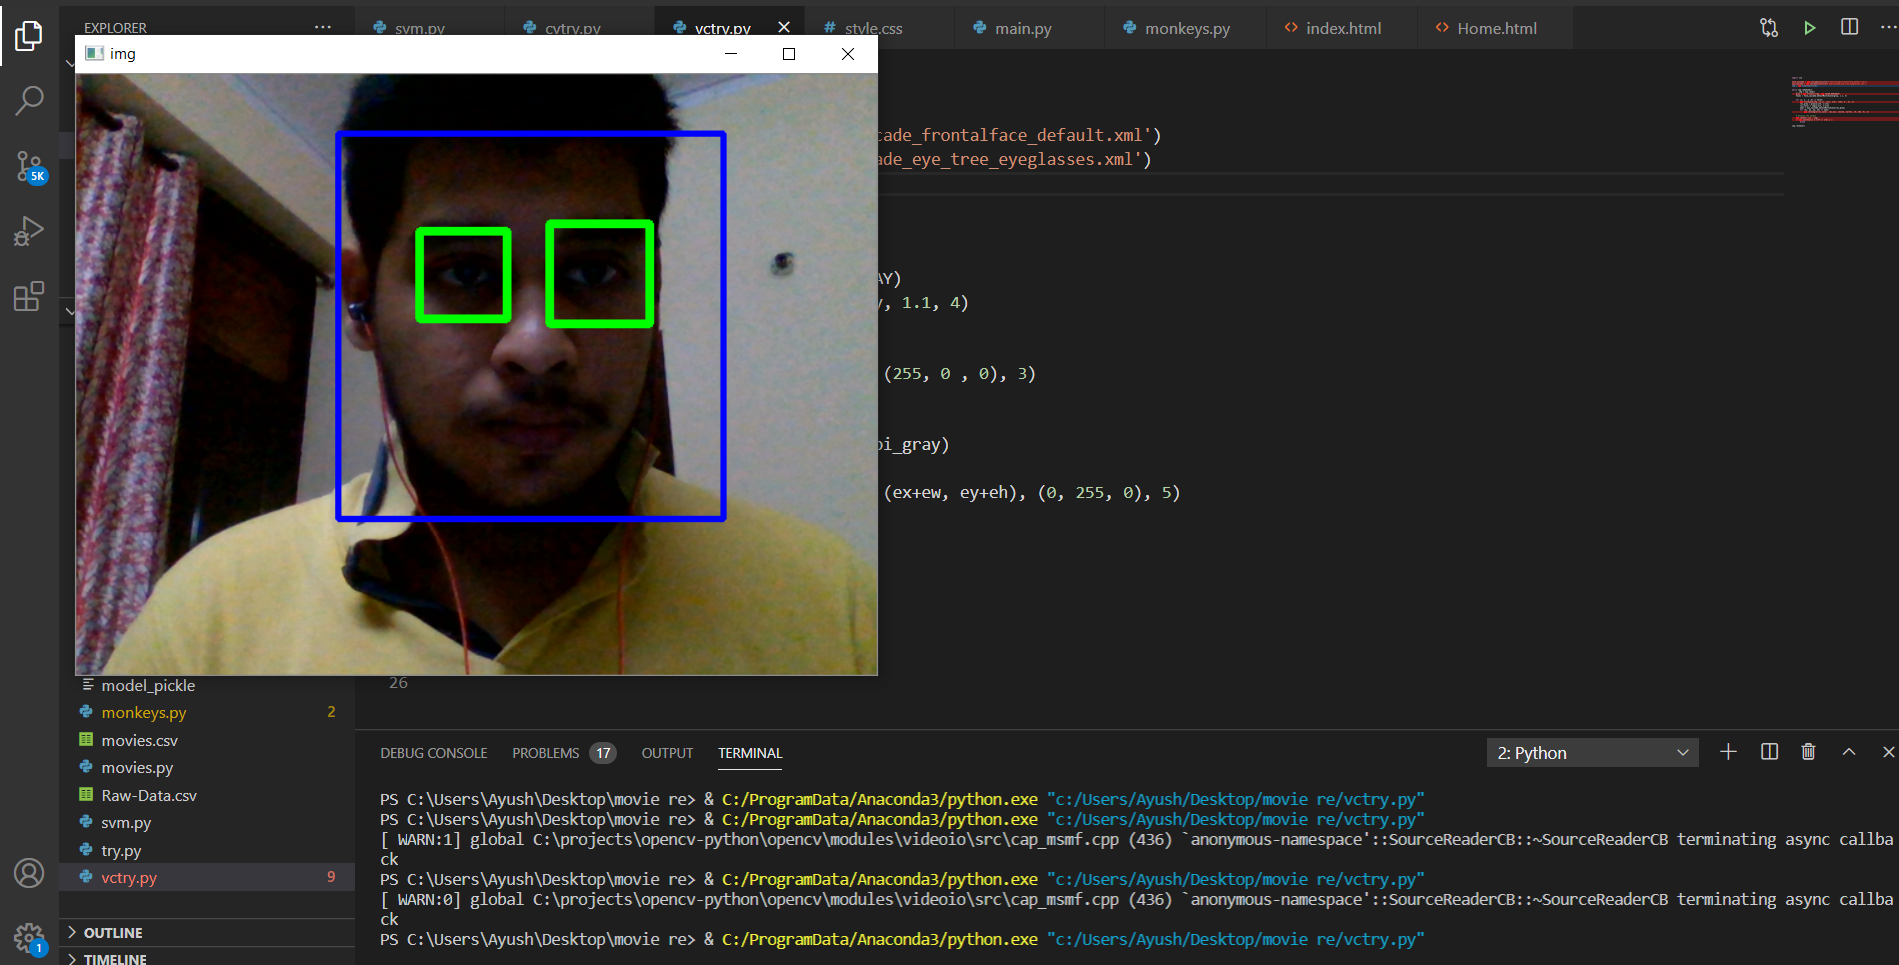 EXPLORER
svm.py
cvtry.py
vctry.py
style.css
main.py
monkeys.py
index.html
Home.html
img
cade_frontalface_default.xml')
ade_eye_tree_eyeglasses.xml')
AY)
, 1.1, 4)
(255, 0 , 0), 3)
oi_gray)
(ex+ew, ey+eh), (0, 255, 0), 5)
26
5K
model_pickle
monkeys.py 2
movies.csv
movies.py
Raw-Data.csv
svm.py
try.py
vctry.py 9
OUTLINE
TIMELINE
1
DEBUG CONSOLE PROBLEMS 17 OUTPUT TERMINAL
2: Python
PS C:\Users\Ayush\Desktop\movie re> & C:/ProgramData/Anaconda3/python.exe "c:/Users/Ayush/Desktop/movie re/vctry.py"
PS C:\Users\Ayush\Desktop\movie re> & C:/ProgramData/Anaconda3/python.exe "c:/Users/Ayush/Desktop/movie re/vctry.py"
[ WARN:1] global C:\projects\opencv-python\opencv\modules\videoio\src\cap_msmf.cpp (436) `anonymous-namespace'::SourceReaderCB::~SourceReaderCB terminating async callba
ck
PS C:\Users\Ayush\Desktop\movie re> & C:/ProgramData/Anaconda3/python.exe "c:/Users/Ayush/Desktop/movie re/vctry.py"
[ WARN:0] global C:\projects\opencv-python\opencv\modules\videoio\src\cap_msmf.cpp (436) `anonymous-namespace'::SourceReaderCB::~SourceReaderCB terminating async callba
ck
PS C:\Users\Ayush\Desktop\movie re> & C:/ProgramData/Anaconda3/python.exe "c:/Users/Ayush/Desktop/movie re/vctry.py"